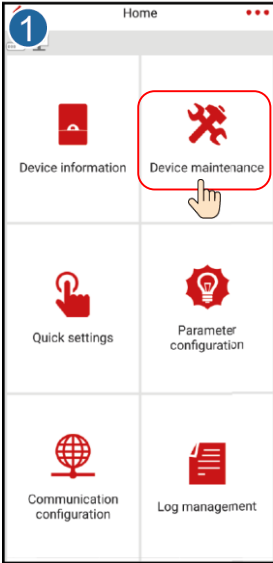 1
Home
Device information
Device maintenance
Quick settings
Parameter
configuration
Communication
configuration
Log management